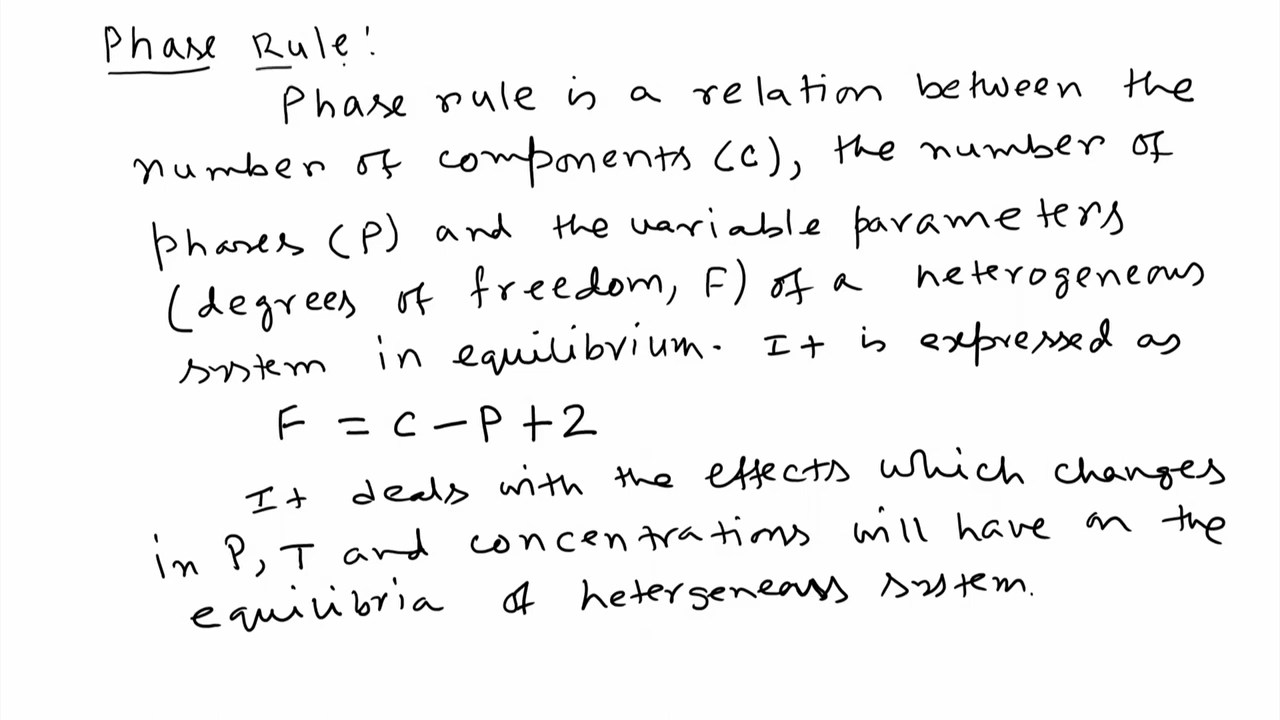 Phase Rule:
Phase rule is a relation between the
number of components (C), the number of
phases (P) and the variable parameters
(degrees of freedom, F) of a heterogeneous
system in equilibrium. It is expressed as
F = C - P + 2
It deals with the effects which changes
in P, T and concentrations will have on the
equilibria of hetergeneass system.